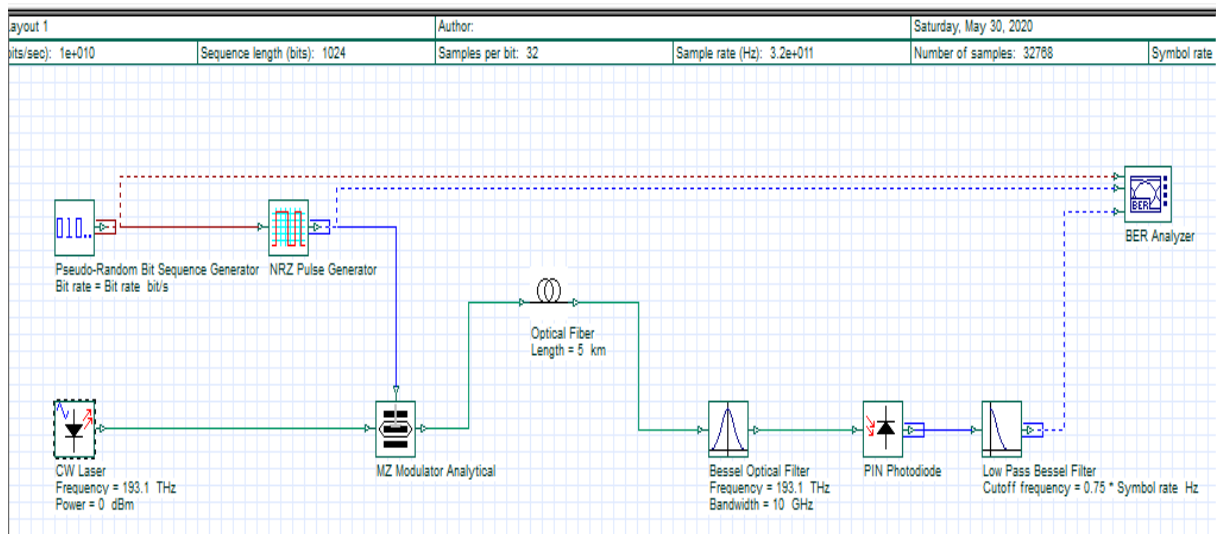 ayout 1 Author: Saturday, May 30, 2020
bits/sec): 1e+010 Sequence length (bits): 1024 Samples per bit: 32 Sample rate (Hz): 3.2e+011 Number of samples: 32768 Symbol rate
010..
BER
BER Analyzer
Pseudo-Random Bit Sequence Generator NRZ Pulse Generator
Bit rate = Bit rate bit/s
Optical Fiber
Length = 5 km
CW Laser
Frequency = 193.1 THz
Power = 0 dBm
MZ Modulator Analytical
Bessel Optical Filter
Frequency = 193.1 THz
Bandwidth = 10 GHz
PIN Photodiode
Low Pass Bessel Filter
Cutoff frequency = 0.75 * Symbol rate Hz